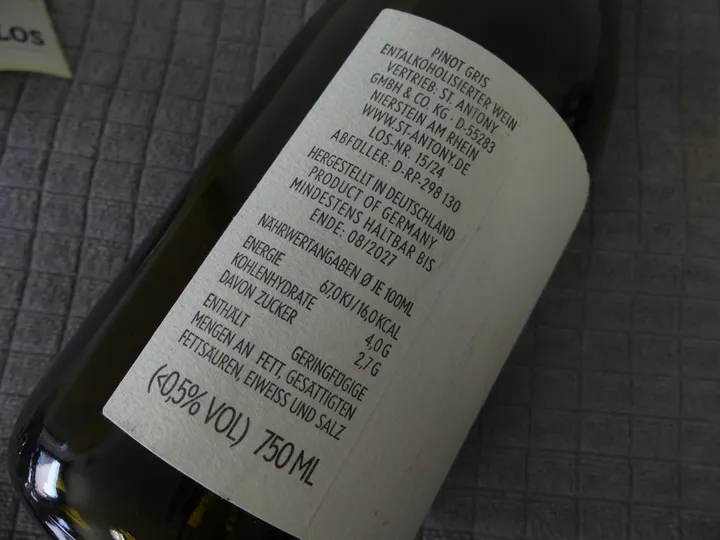 LOS
PINOT GRIS
ENTALKOHOLISIERTER WEIN
VERTRIEB: ST. ANTONY
GMBH & CO. KG · D-55283
NIERSTEIN AM RHEIN
WWW.ST-ANTONY.DE
LOS-NR. 15/24
ABFÜLLER: D-RP-298 130
HERGESTELLT IN DEUTSCHLAND
PRODUCT OF GERMANY
MINDESTENS HALTBAR BIS
ENDE: 08/2027
NÄHRWERTANGABEN Ø JE 100ML
ENERGIE 67,0KJ/16,0KCAL
KOHLENHYDRATE 4,0G
DAVON ZUCKER 2,7G
ENTHÄLT GERINGFÜGIGE
MENGEN AN FETT, GESÄTTIGTEN
FETTSÄUREN, EIWEISS UND SALZ
(<0,5% VOL) 750 ML